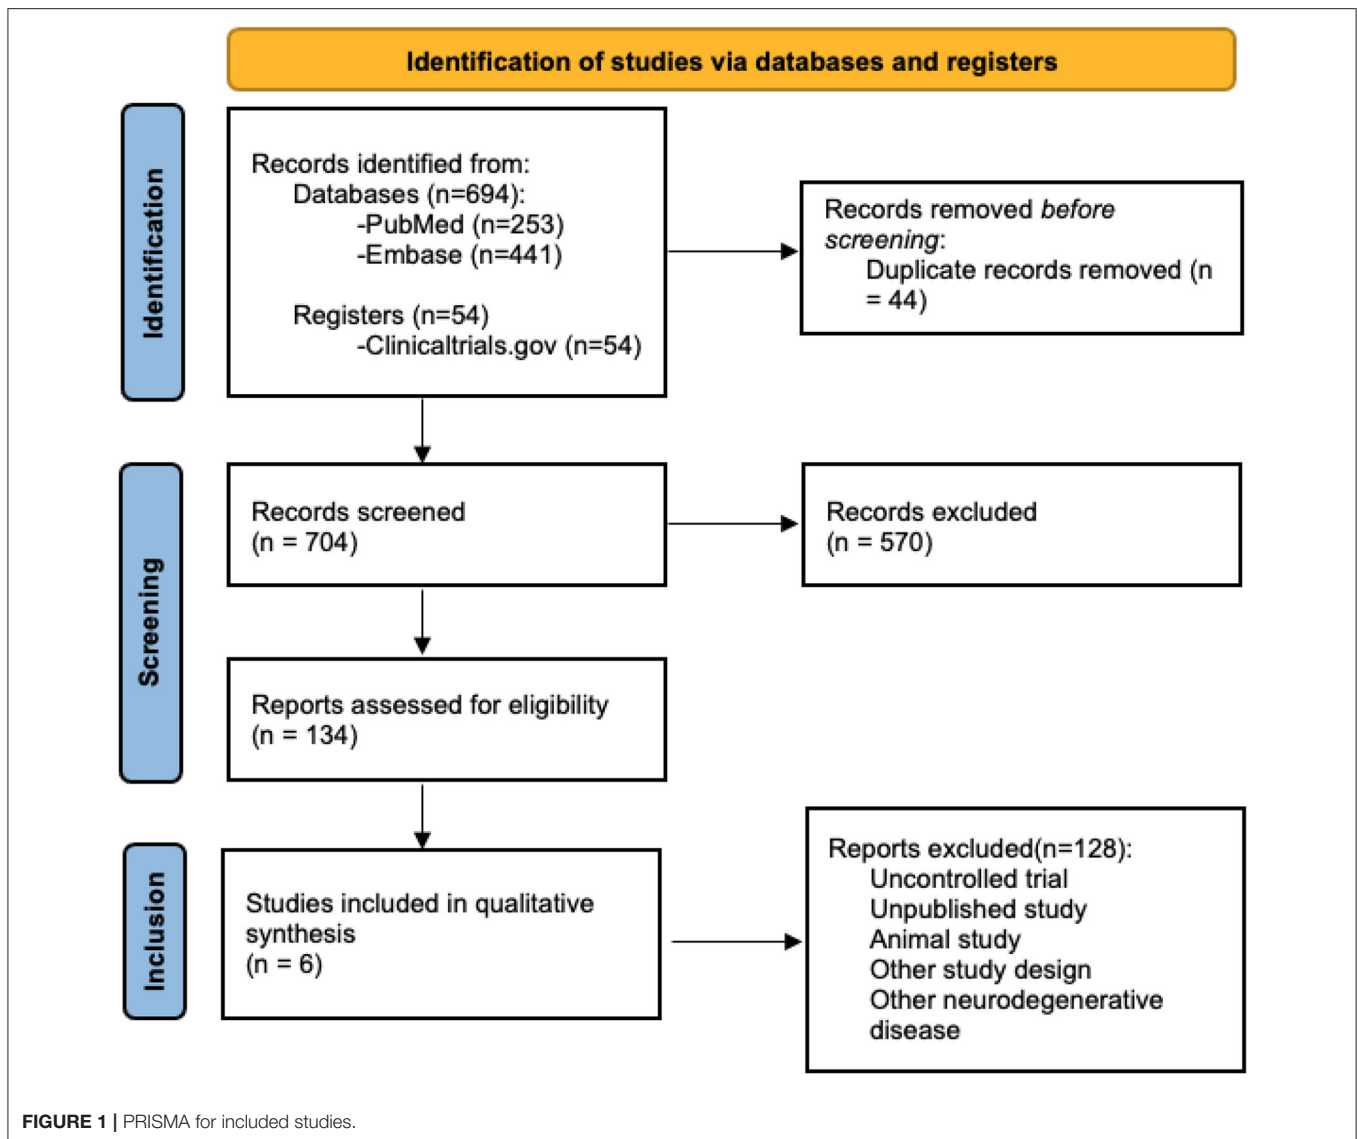 Identification of studies via databases and registers
Identification
Records identified from:
Databases (n=694):
-PubMed (n=253)
-Embase (n=441)
Registers (n=54)
-Clinicaltrials.gov (n=54)
Records removed before
screening:
Duplicate records removed (n
= 44)
Screening
Records screened
(n = 704)
Records excluded
(n = 570)
Reports assessed for eligibility
(n = 134)
Inclusion
Studies included in qualitative
synthesis
(n = 6)
Reports excluded(n=128):
Uncontrolled trial
Unpublished study
Animal study
Other study design
Other neurodegenerative
disease
FIGURE 1 | PRISMA for included studies.